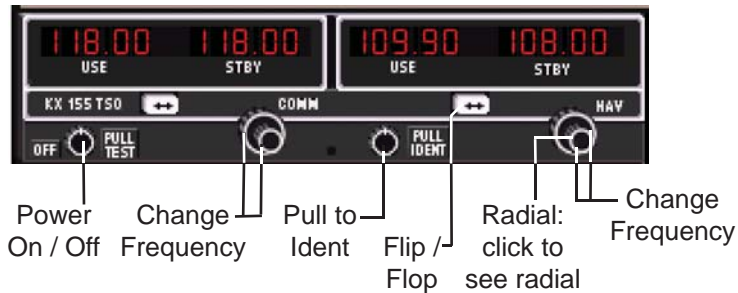 118.00 118.00 109.90 108.00
USE STBY USE STBY
KX 155 TSO ↔ COMM ↔ NAV
OFF PULL TEST PULL IDENT
Power On / Off
Change Frequency
Pull to Ident
Flip / Flop
Radial: click to see radial
Change Frequency